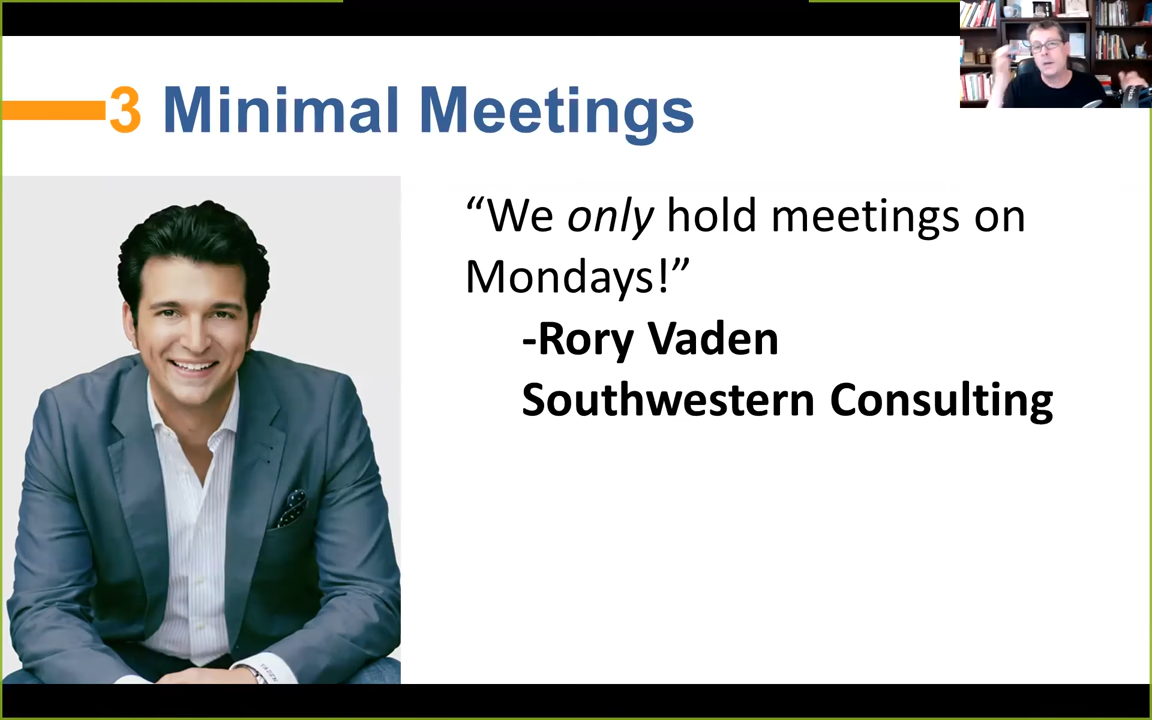 3 Minimal Meetings
“We only hold meetings on
Mondays!”
-Rory Vaden
Southwestern Consulting